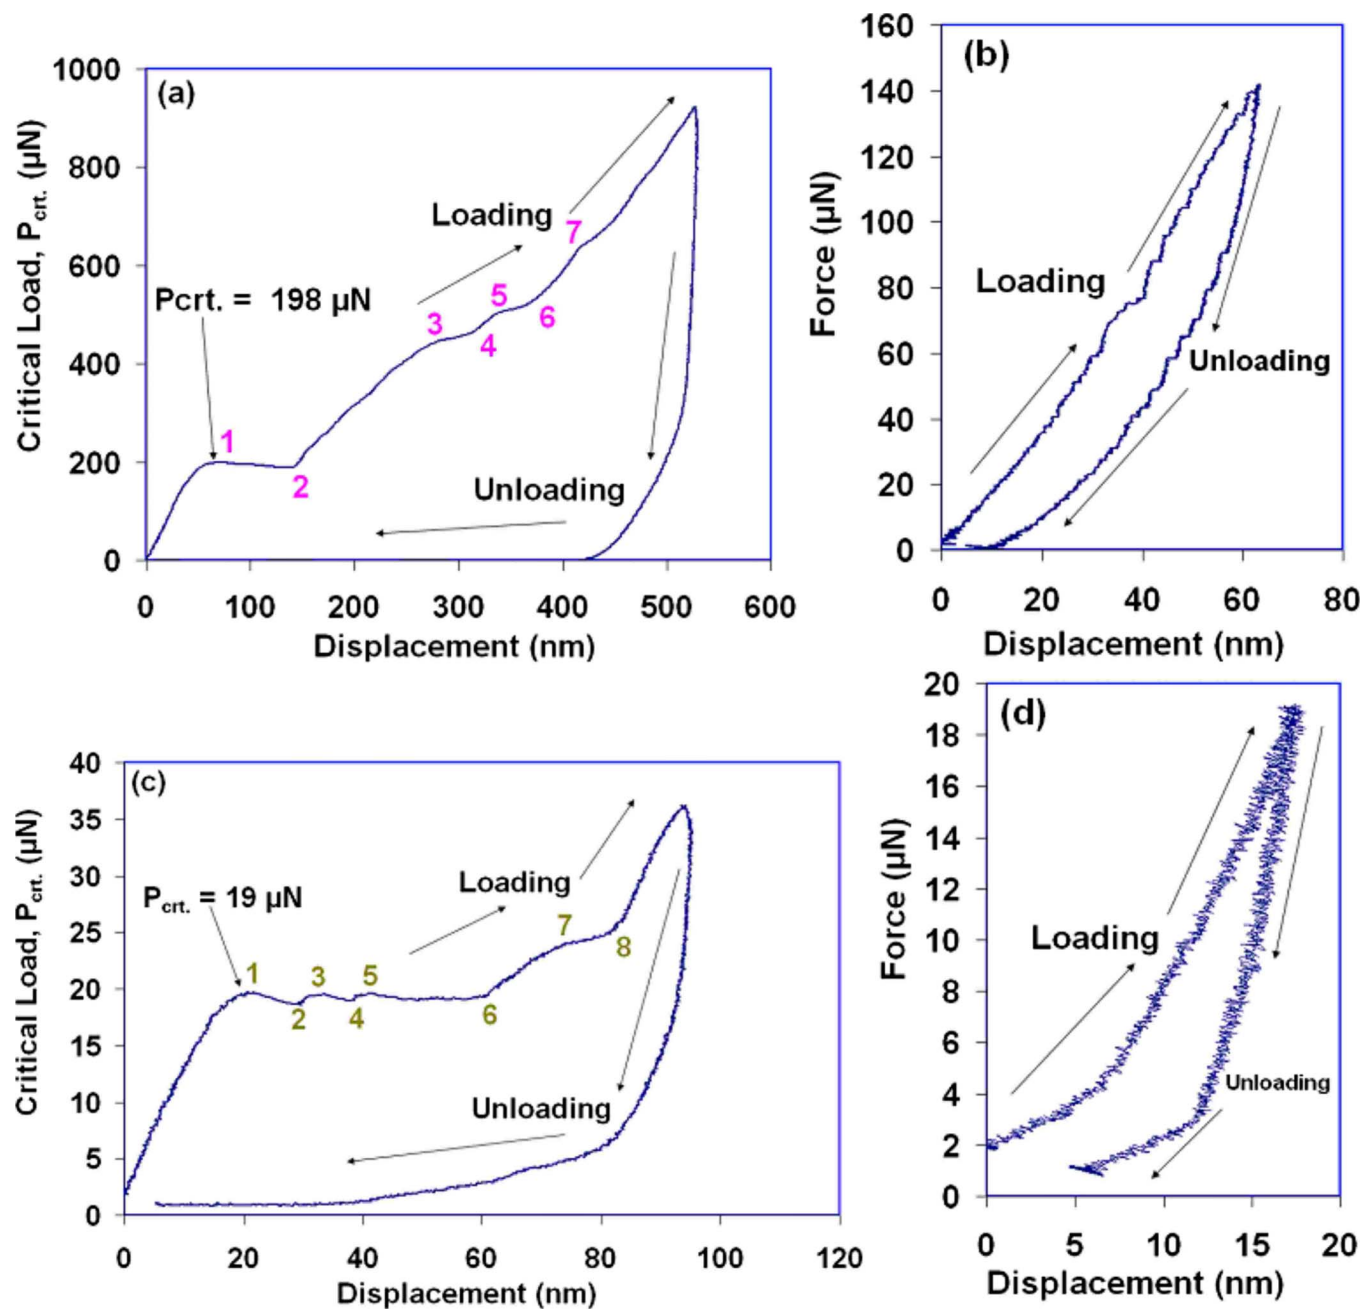 (a)
Critical Load, Pcrt. (µN)
1000
800
600
400
200
0
Loading
7
5
3
6
4
Pcrt. = 198 µN
1
2
Unloading
0 100 200 300 400 500 600
Displacement (nm)
(b)
Force (µN)
160
140
120
100
80
60
40
20
0
Loading
Unloading
0 20 40 60 80
Displacement (nm)
(c)
Critical Load, Pcrt. (µN)
40
35
30
25
20
15
10
5
0
Loading
Pcrt. = 19 µN
7
8
1 3 5
2 4 6
Unloading
0 20 40 60 80 100 120
Displacement (nm)
(d)
Force (µN)
20
18
16
14
12
10
8
6
4
2
0
Loading
Unloading
0 5 10 15 20
Displacement (nm)